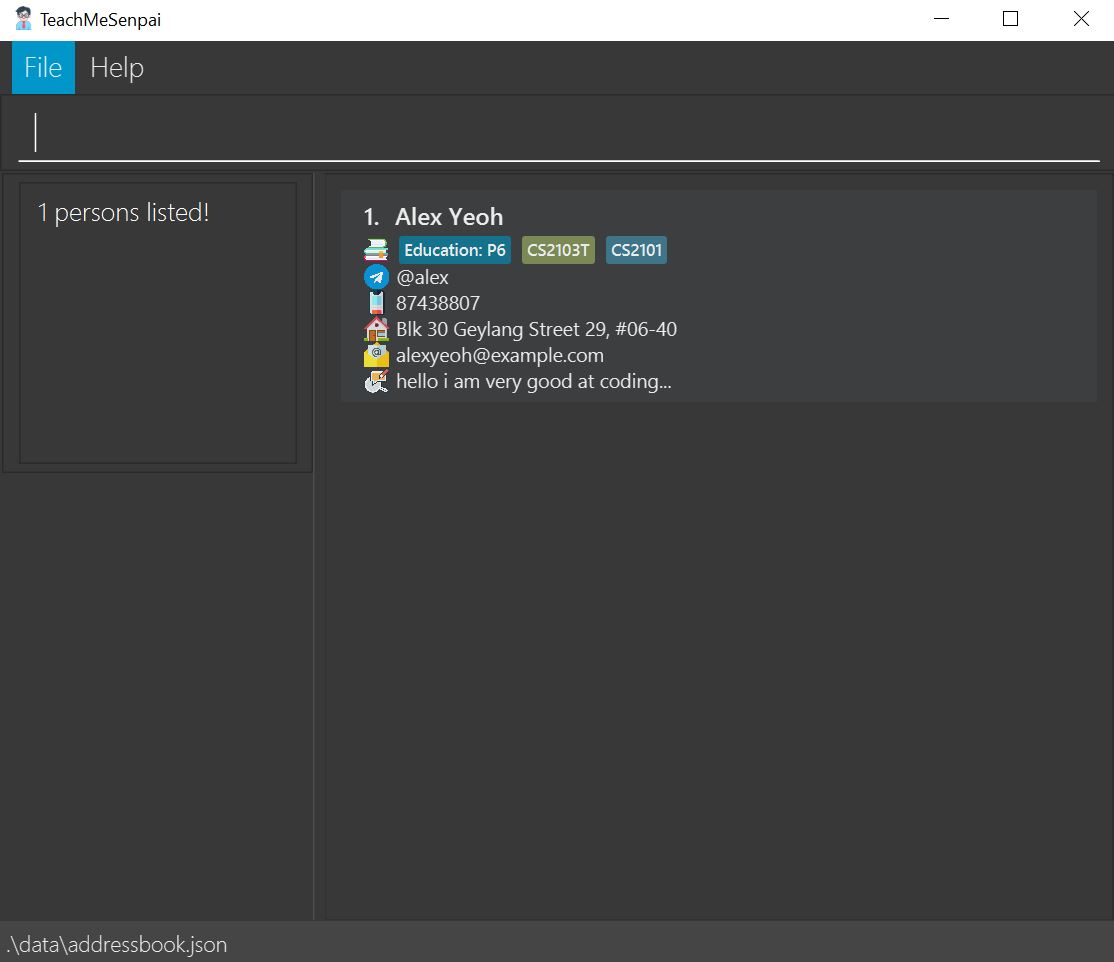 TeachMeSenpai
File Help
1 persons listed!
1. Alex Yeoh
Education: P6 CS2103T CS2101
@alex
87438807
Blk 30 Geylang Street 29, #06-40
alexyeoh@example.com
hello i am very good at coding...
.\data\addressbook.json